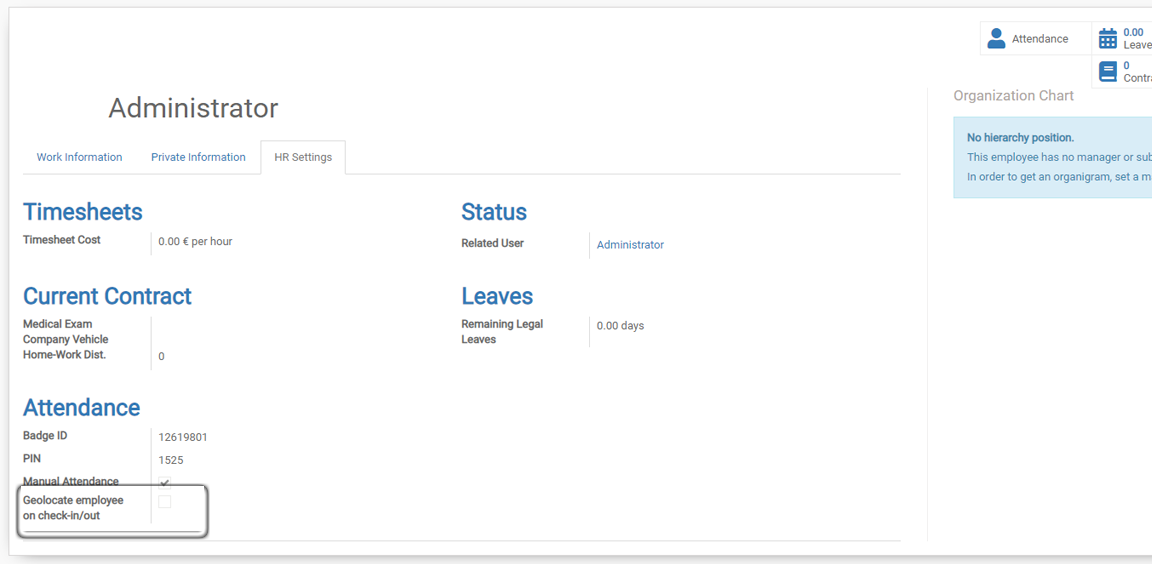 Attendance
0.00
Leave
0
Contr
Organization Chart
Administrator
No hierarchy position.
This employee has no manager or sub
In order to get an organigram, set a m
Work Information
Private Information
HR Settings
Timesheets
Timesheet Cost
0.00 € per hour
Status
Related User
Administrator
Current Contract
Medical Exam
Company Vehicle
Home-Work Dist.
0
Leaves
Remaining Legal
Leaves
0.00 days
Attendance
Badge ID
12619801
PIN
1525
Manual Attendance
Geolocate employee
on check-in/out